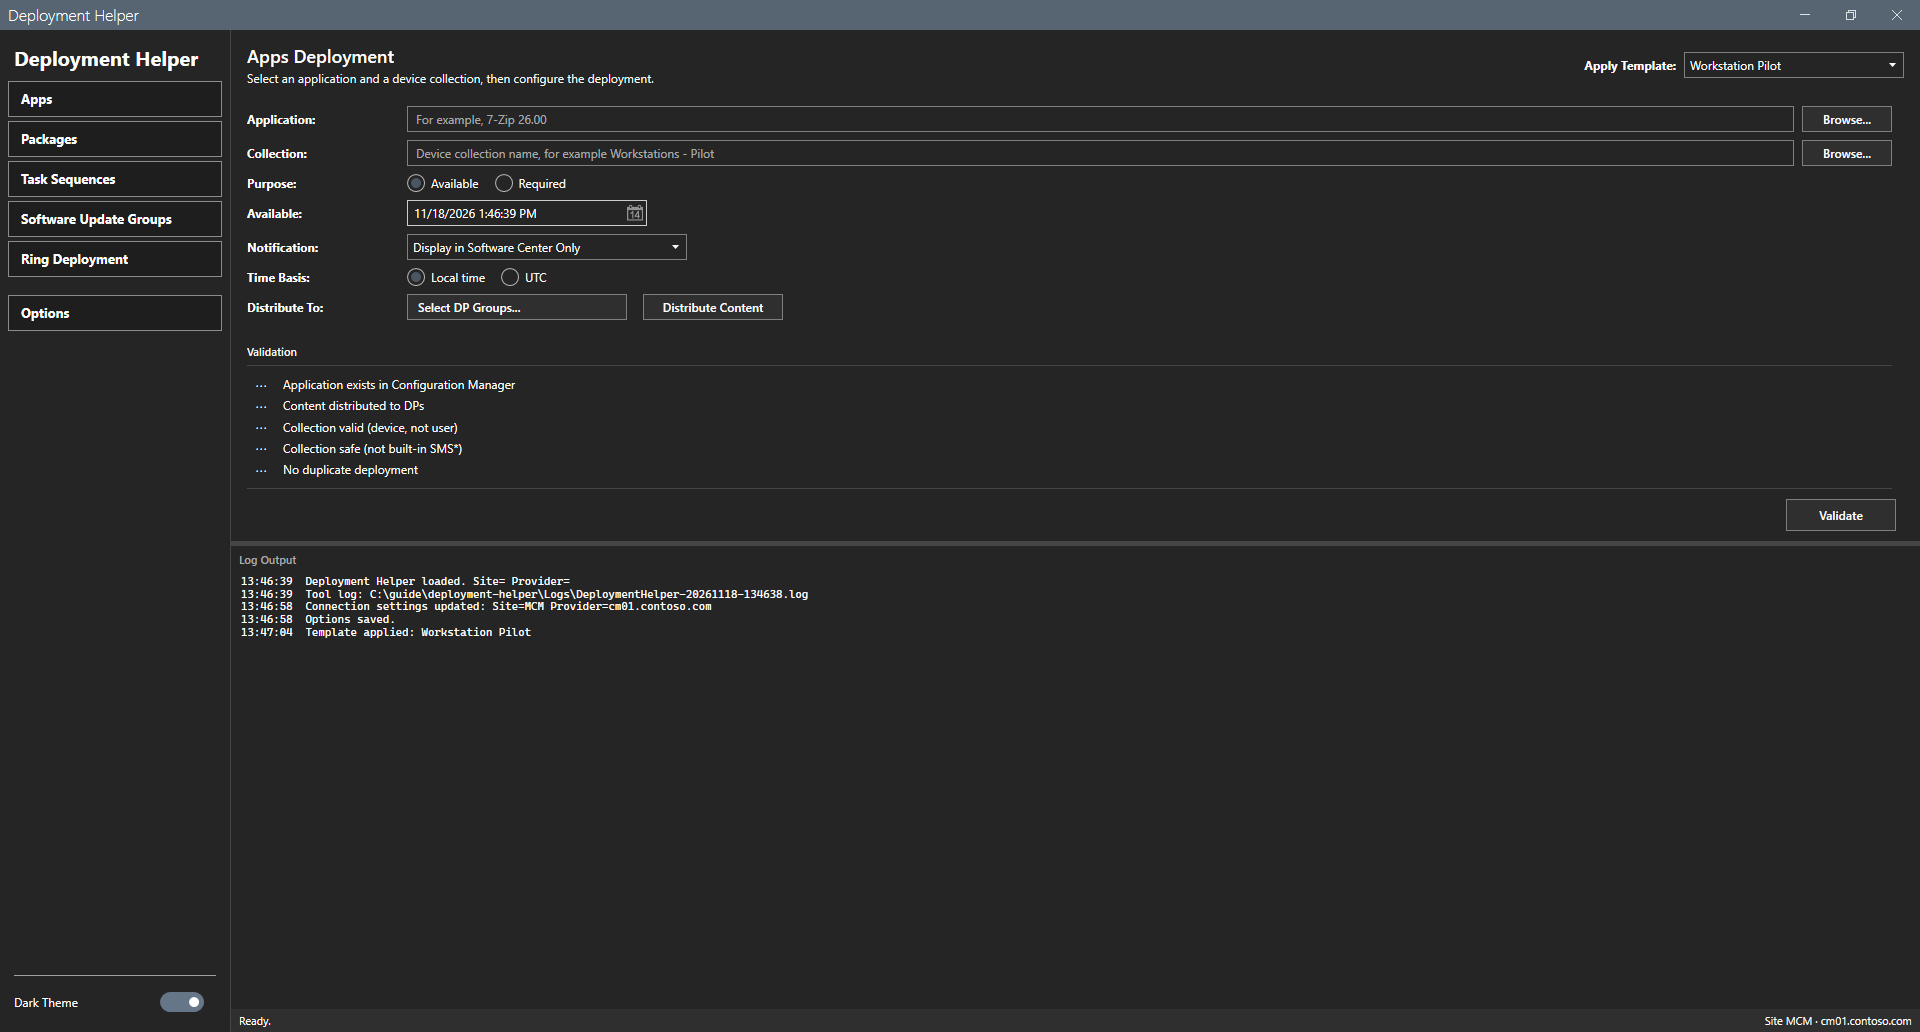 Deployment Helper
Deployment Helper
Apps
Packages
Task Sequences
Software Update Groups
Ring Deployment
Options
Dark Theme
Apps Deployment
Select an application and a device collection, then configure the deployment.
Apply Template: Workstation Pilot
Application: For example, 7-Zip 26.00 Browse...
Collection: Device collection name, for example Workstations - Pilot Browse...
Purpose: Available Required
Available: 11/18/2026 1:46:39 PM 14
Notification: Display in Software Center Only
Time Basis: Local time UTC
Distribute To: Select DP Groups... Distribute Content
Validation
... Application exists in Configuration Manager
... Content distributed to DPs
... Collection valid (device, not user)
... Collection safe (not built-in SMS*)
... No duplicate deployment
Validate
Log Output
13:46:39 Deployment Helper loaded. Site= Provider=
13:46:39 Tool log: C:\guide\deployment-helper\Logs\DeploymentHelper-20261118-134638.log
13:46:58 Connection settings updated: Site=MCM Provider=cm01.contoso.com
13:46:58 Options saved.
13:47:04 Template applied: Workstation Pilot
Ready.
Site MCM · cm01.contoso.com